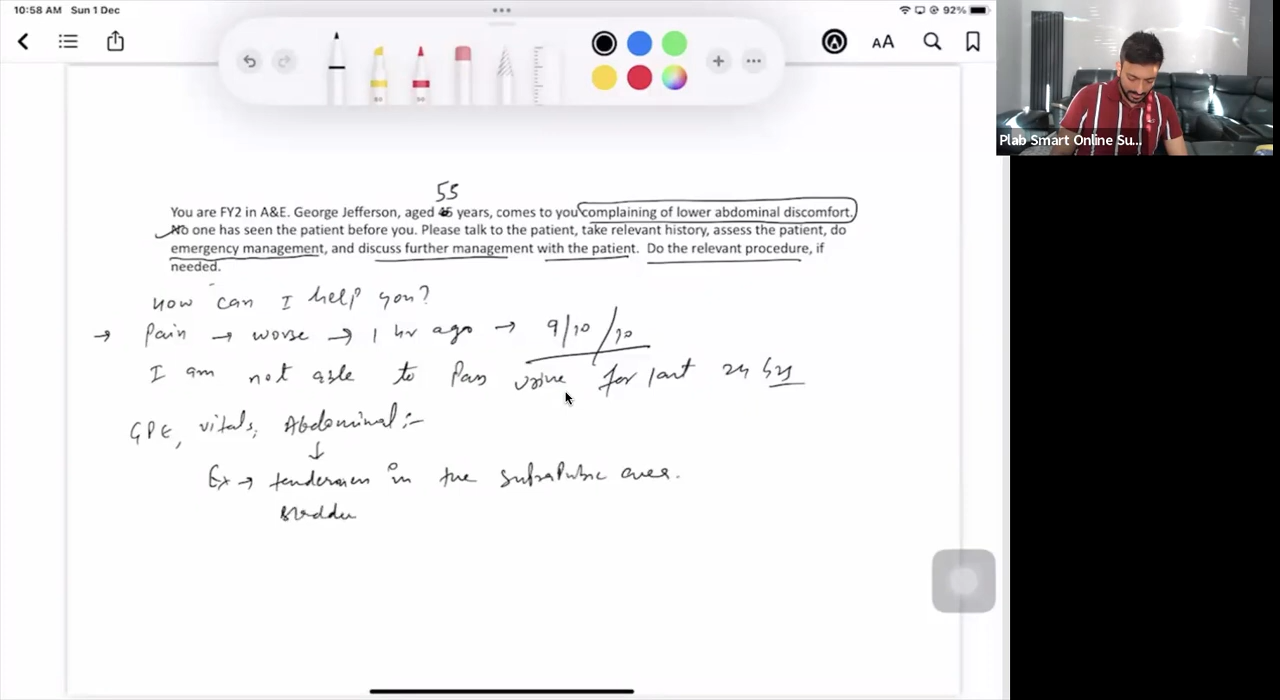 10:58 AM Sun 1 Dec
92%
AA
Plab Smart Online Su...
55
You are FY2 in A&E. George Jefferson, aged years, comes to you complaining of lower abdominal discomfort.
No one has seen the patient before you. Please talk to the patient, take relevant history, assess the patient, do
emergency management, and discuss further management with the patient. Do the relevant procedure, if
needed.
How can I help you?
→ Pain → worse → 1 hr ago → 9/10 /10
I am not able to Pass urine for last 24 hrs
GPE, vitals, Abdominal :-
↓
Ex → tenderness in the suprapubic area.
Bladder